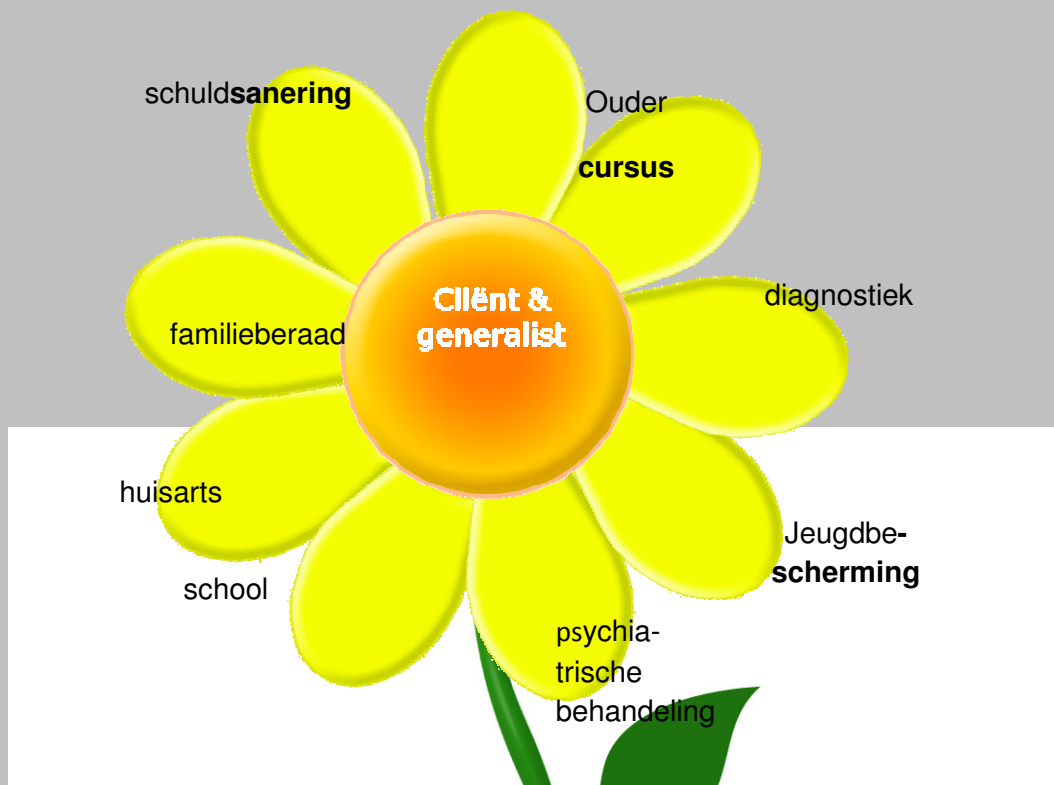 schuldsanering
Ouder
cursus
diagnostiek
Cliënt &
generalist
familieberaad
huisarts
Jeugdbe-
scherming
school
psychia-
trische
behandeling